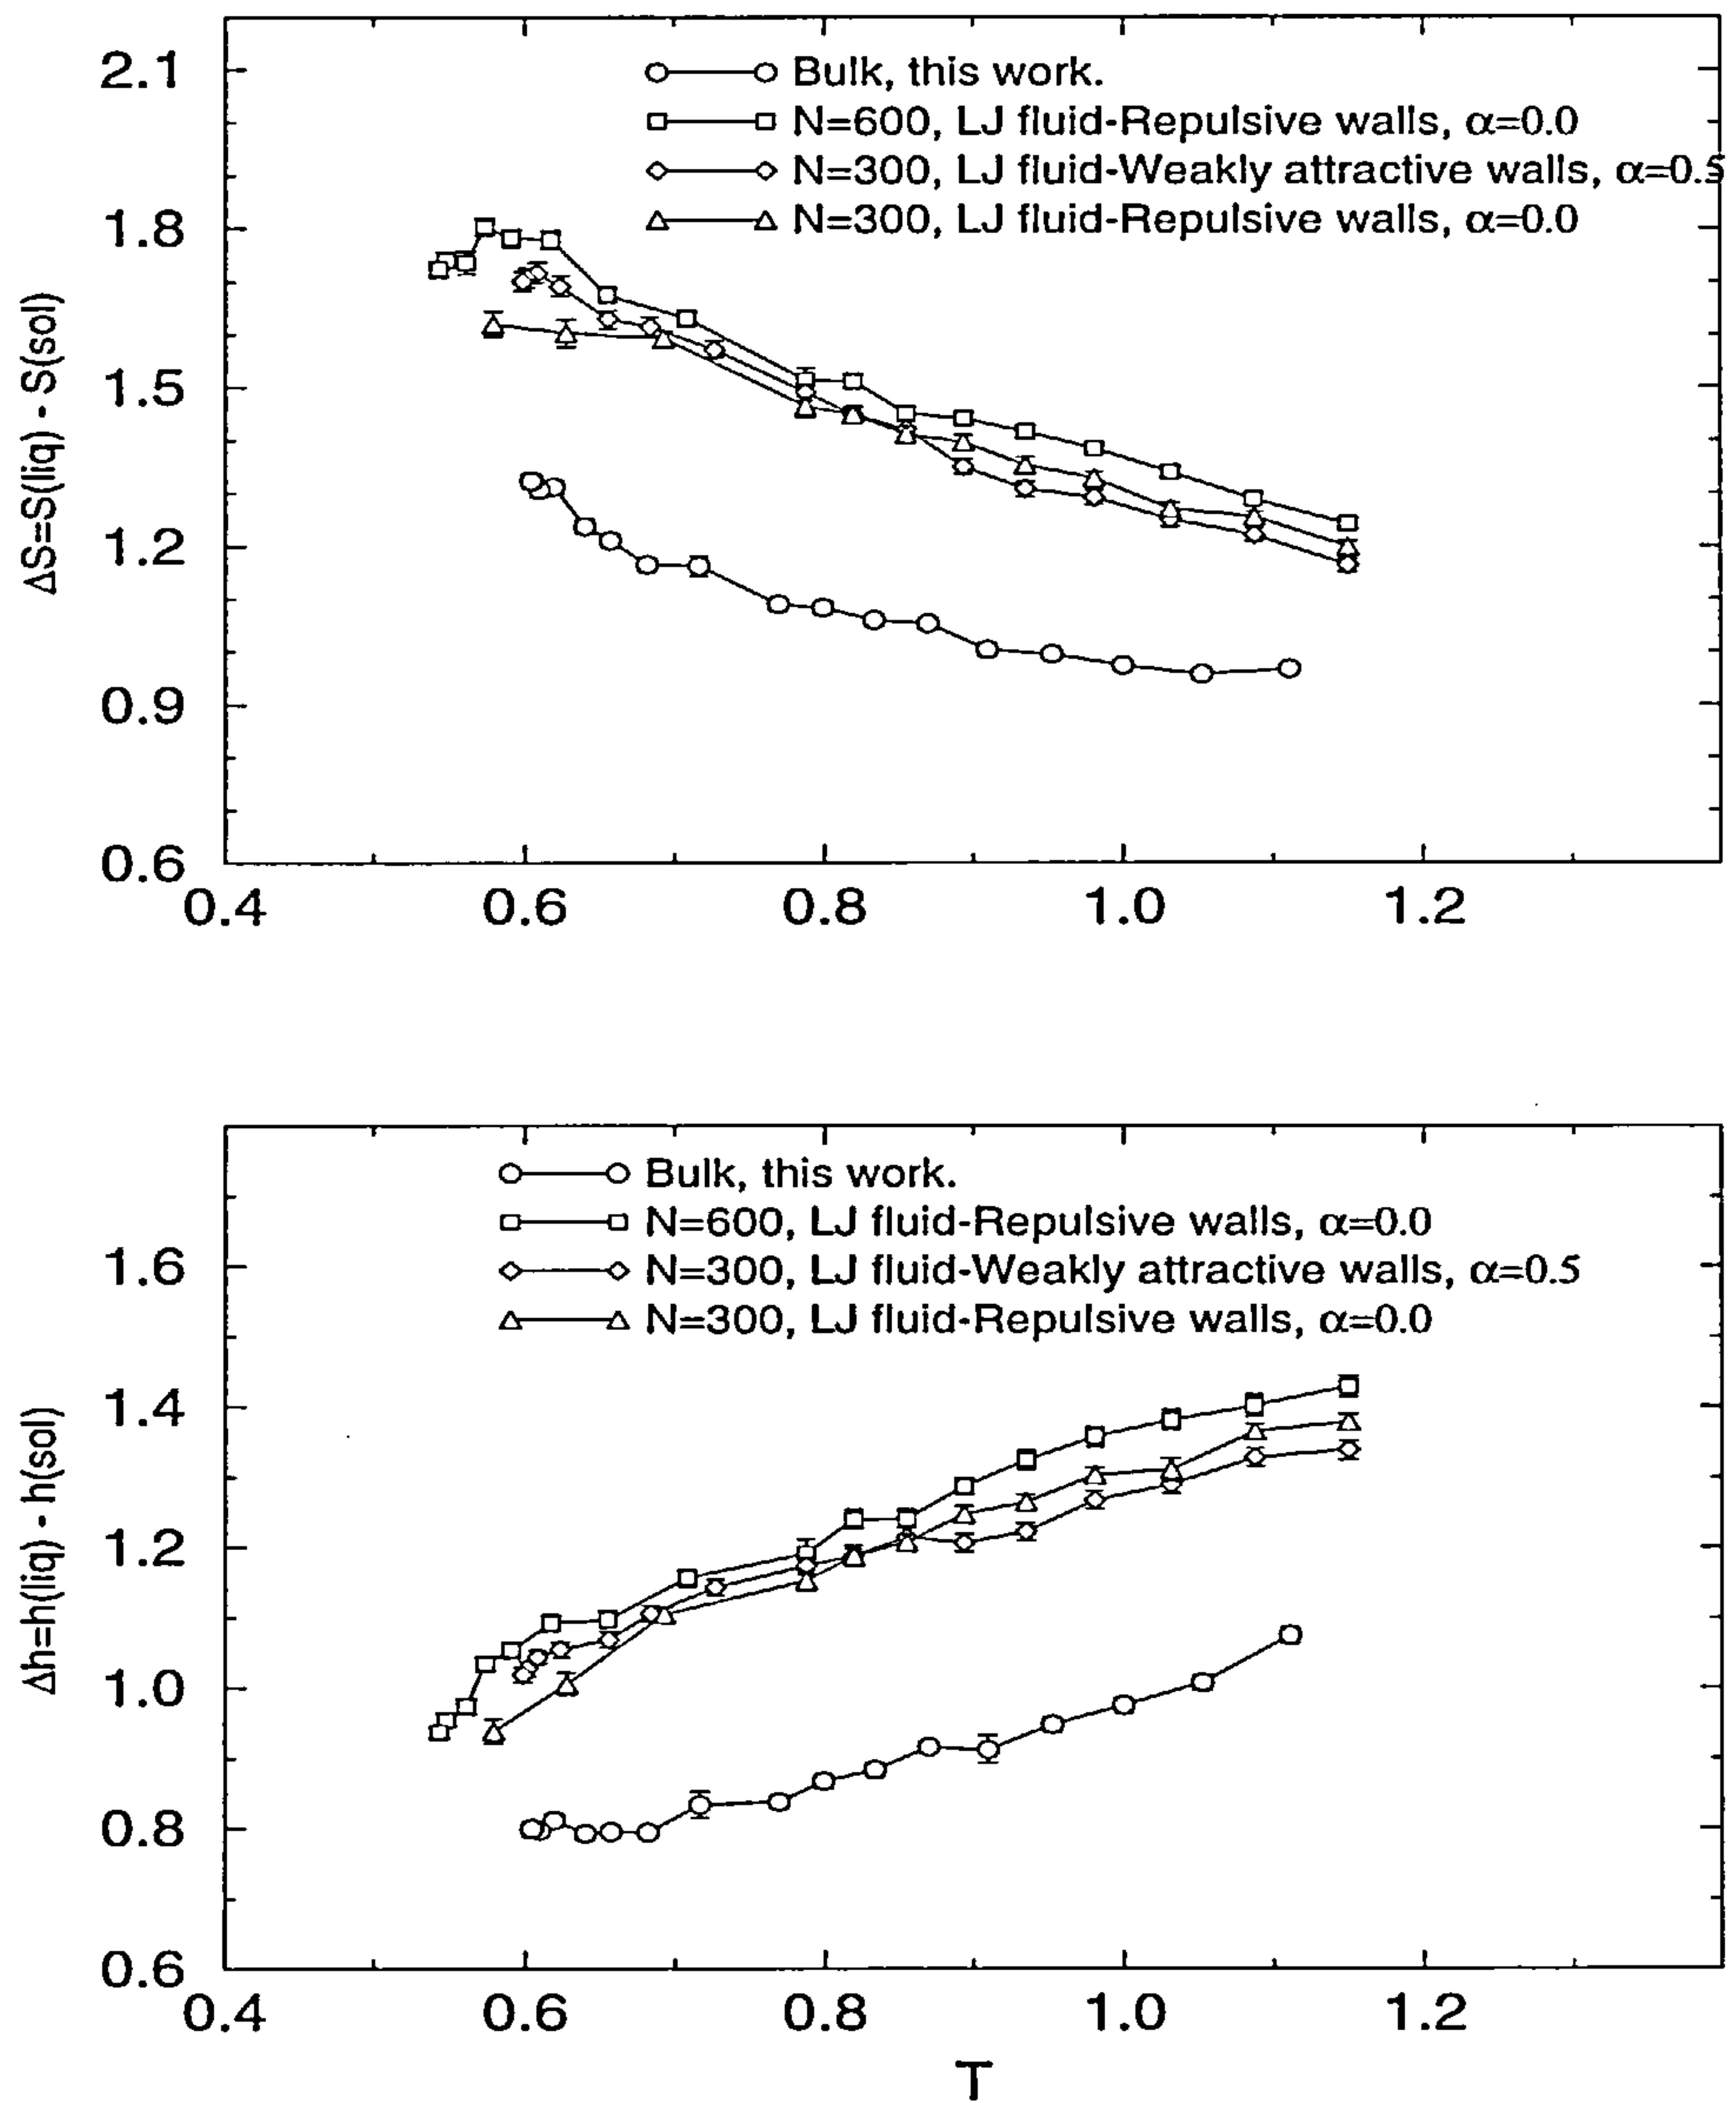 2.1
1.8
1.5
1.2
0.9
0.6
ΔS=S(liq) - S(sol)
Bulk, this work.
N=600, LJ fluid-Repulsive walls, α=0.0
N=300, LJ fluid-Weakly attractive walls, α=0.5
N=300, LJ fluid-Repulsive walls, α=0.0
0.4 0.6 0.8 1.0 1.2
1.6
1.4
1.2
1.0
0.8
0.6
Δh=h(liq) - h(sol)
Bulk, this work.
N=600, LJ fluid-Repulsive walls, α=0.0
N=300, LJ fluid-Weakly attractive walls, α=0.5
N=300, LJ fluid-Repulsive walls, α=0.0
0.4 0.6 0.8 1.0 1.2
T